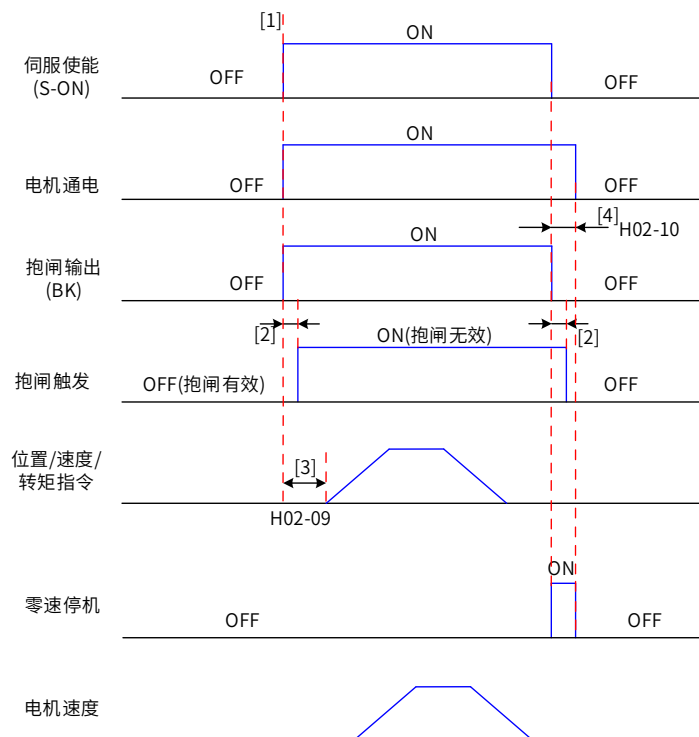 [1]
ON
伺服使能
(S-ON)
OFF
OFF
ON
电机通电
OFF
OFF
[4]
H02-10
ON
抱闸输出
(BK)
OFF
OFF
[2]
ON(抱闸无效)
[2]
抱闸触发
OFF(抱闸有效)
OFF
位置/速度/
转矩指令
[3]
H02-09
ON
零速停机
OFF
OFF
电机速度